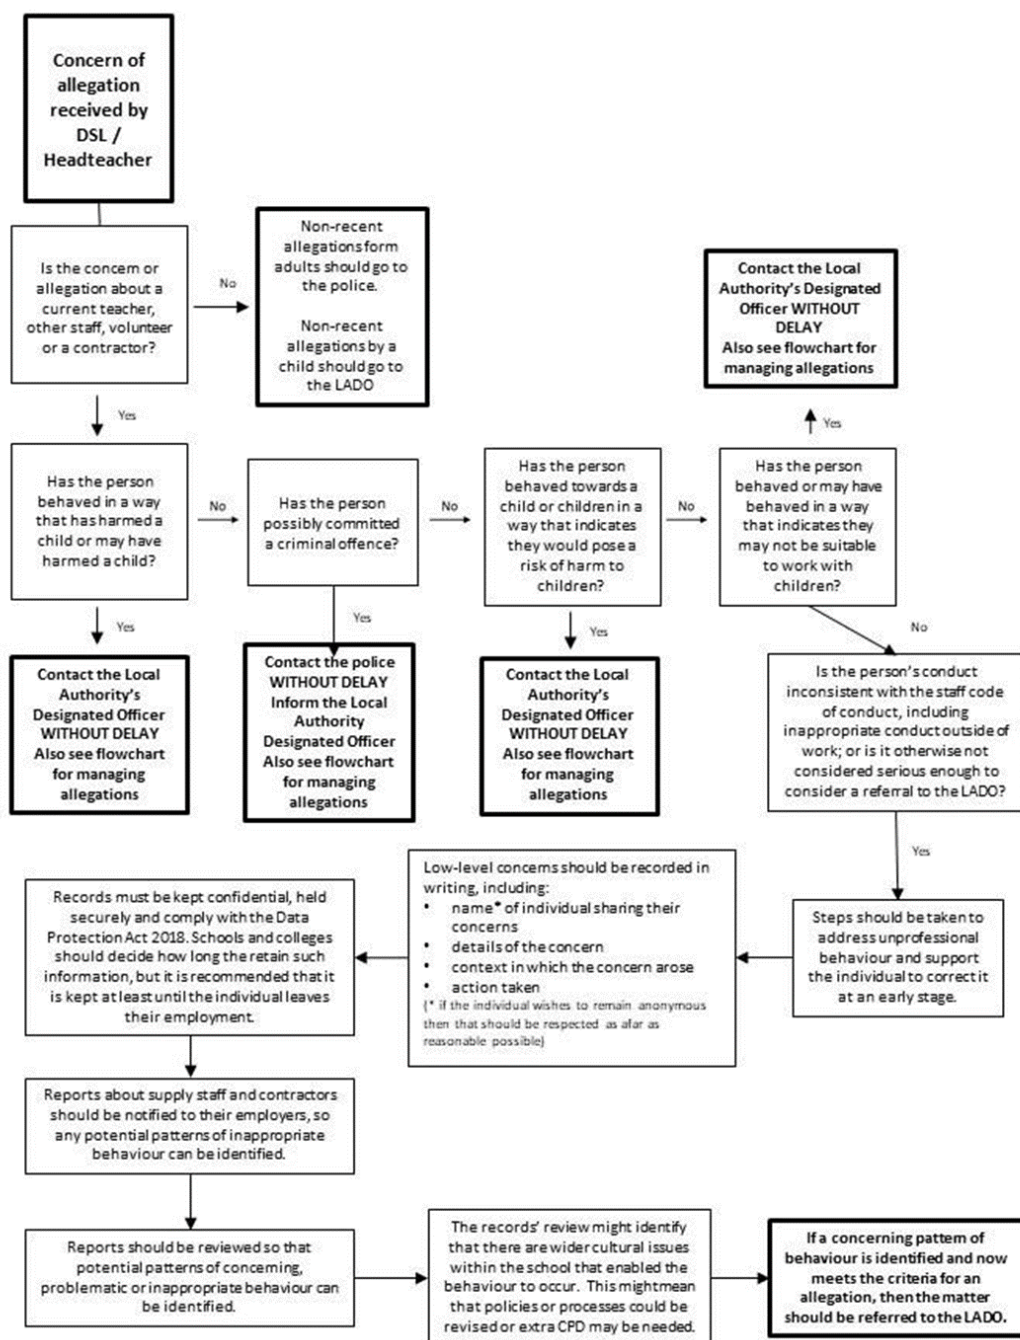 Concern of
allegation
received by
DSL /
Headteacher
Is the concern or
allegation about a
current teacher,
other staff, volunteer
or a contractor?
No
Non-recent
allegations form
adults should go to
the police.
Non-recent
allegations by a
child should go to
the LADO
Contact the Local
Authority's Designated
Officer WITHOUT
DELAY
Also see flowchart for
managing allegations
Yes
Yes
Has the person
behaved in a way
that has harmed a
child or may have
harmed a child?
No
Has the person
possibly committed
a criminal offence?
No
Has the person
behaved towards a
child or children in a
way that indicates
they would pose a
risk of harm to
children?
No
Has the person
behaved or may have
behaved in a way
that indicates they
may not be suitable
to work with
children?
Yes
Yes
Yes
No
Contact the Local
Authority's
Designated Officer
WITHOUT DELAY
Also see flowchart
for managing
allegations
Contact the police
WITHOUT DELAY
Inform the Local
Authority
Designated Officer
Also see flowchart
for managing
allegations
Contact the Local
Authority's
Designated Officer
WITHOUT DELAY
Also see flowchart
for managing
allegations
Is the person's conduct
inconsistent with the staff code
of conduct, including
inappropriate conduct outside of
work; or is it otherwise not
considered serious enough to
consider a referral to the LADO?
Yes
Steps should be taken to
address unprofessional
behaviour and support
the individual to correct it
at an early stage.
Low-level concerns should be recorded in
writing, including:
• name* of individual sharing their
concerns
• details of the concern
• context in which the concern arose
• action taken
(* if the individual wishes to remain anonymous
then that should be respected as afar as
reasonable possible)
Records must be kept confidential, held
securely and comply with the Data
Protection Act 2018. Schools and colleges
should decide how long the retain such
information, but it is recommended that it
is kept at least until the individual leaves
their employment.
Reports about supply staff and contractors
should be notified to their employers, so
any potential patterns of inappropriate
behaviour can be identified.
Reports should be reviewed so that
potential patterns of concerning,
problematic or inappropriate behaviour can
be identified.
The records' review might identify
that there are wider cultural issues
within the school that enabled the
behaviour to occur. This mightmean
that policies or processes could be
revised or extra CPD may be needed.
If a concerning pattern of
behaviour is identified and now
meets the criteria for an
allegation, then the matter
should be referred to the LADO.